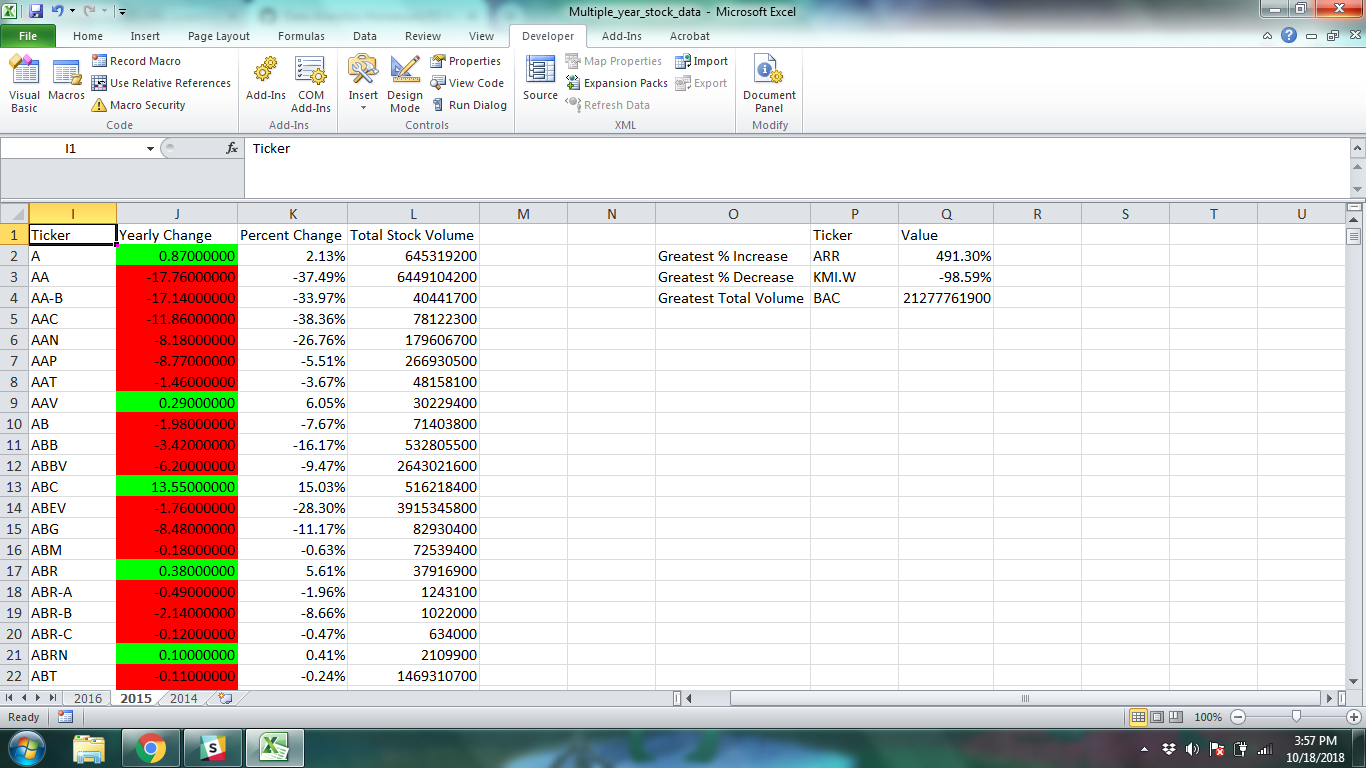 Multiple_year_stock_data - Microsoft Excel
File Home Insert Page Layout Formulas Data Review View Developer Add-Ins Acrobat
Visual Basic
Macros
Record Macro
Use Relative References
Macro Security
Code
Add-Ins
COM Add-Ins
Add-Ins
Insert
Design Mode
Properties
View Code
Run Dialog
Controls
Source
Map Properties
Expansion Packs
Refresh Data
Import
Export
XML
Document Panel
Modify
I1 fx Ticker
I J K L M N O P Q R S T U
1 Ticker Yearly Change Percent Change Total Stock Volume Ticker Value
2 A 0.87000000 2.13% 645319200 Greatest % Increase ARR 491.30%
3 AA -17.76000000 -37.49% 6449104200 Greatest % Decrease KMI.W -98.59%
4 AA-B -17.14000000 -33.97% 40441700 Greatest Total Volume BAC 21277761900
5 AAC -11.86000000 -38.36% 78122300
6 AAN -8.18000000 -26.76% 179606700
7 AAP -8.77000000 -5.51% 266930500
8 AAT -1.46000000 -3.67% 48158100
9 AAV 0.29000000 6.05% 30229400
10 AB -1.98000000 -7.67% 71403800
11 ABB -3.42000000 -16.17% 532805500
12 ABBV -6.20000000 -9.47% 2643021600
13 ABC 13.55000000 15.03% 516218400
14 ABEV -1.76000000 -28.30% 3915345800
15 ABG -8.48000000 -11.17% 82930400
16 ABM -0.18000000 -0.63% 72539400
17 ABR 0.38000000 5.61% 37916900
18 ABR-A -0.49000000 -1.96% 1243100
19 ABR-B -2.14000000 -8.66% 1022000
20 ABR-C -0.12000000 -0.47% 634000
21 ABRN 0.10000000 0.41% 2109900
22 ABT -0.11000000 -0.24% 1469310700
2016 2015 2014
Ready 100%
3:57 PM
10/18/2018